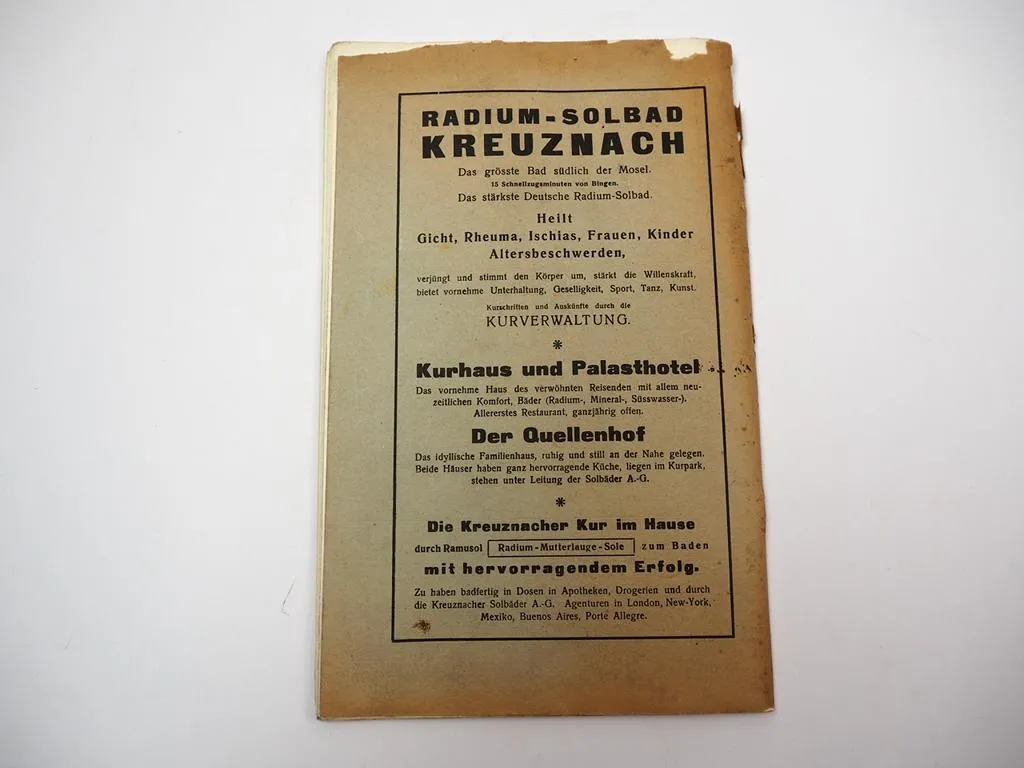 RADIUM-SOLBAD
KREUZNACH
Das grösste Bad südlich der Mosel.
15 Schnellzugsminuten von Bingen.
Das stärkste Deutsche Radium-Solbad.
Heilt
Gicht, Rheuma, Ischias, Frauen, Kinder
Altersbeschwerden,
verjüngt und stimmt den Körper um, stärkt die Willenskraft,
bietet vornehme Unterhaltung, Geselligkeit, Sport, Tanz, Kunst.
Kurschriften und Auskünfte durch die
KURVERWALTUNG.
*
Kurhaus und Palasthotel
Das vornehme Haus des verwöhnten Reisenden mit allem neu-
zeitlichen Komfort, Bäder (Radium-, Mineral-, Süsswasser-).
Allererstes Restaurant, ganzjährig offen.
Der Quellenhof
Das idyllische Familienhaus, ruhig und still an der Nahe gelegen.
Beide Häuser haben ganz hervorragende Küche, liegen im Kurpark,
stehen unter Leitung der Solbäder A.-G.
*
Die Kreuznacher Kur im Hause
durch Ramusol Radium-Mutterlauge-Sole zum Baden
mit hervorragendem Erfolg.
Zu haben badfertig in Dosen in Apotheken, Drogerien und durch
die Kreuznacher Solbäder A.-G. Agenturen in London, New-York,
Mexiko, Buenos Aires, Porte Allegre.